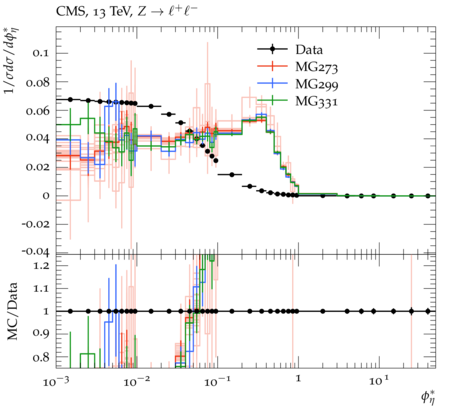 CMS, 13 TeV, Z → ℓ⁺ℓ⁻
1/σdσ/dφ*η
0.1
0.08
0.06
0.04
0.02
0
-0.02
-0.04
Data
MG273
MG299
MG331
MC/Data
1.2
1.1
1
0.9
0.8
10⁻³ 10⁻² 10⁻¹ 1 10¹
φ*η